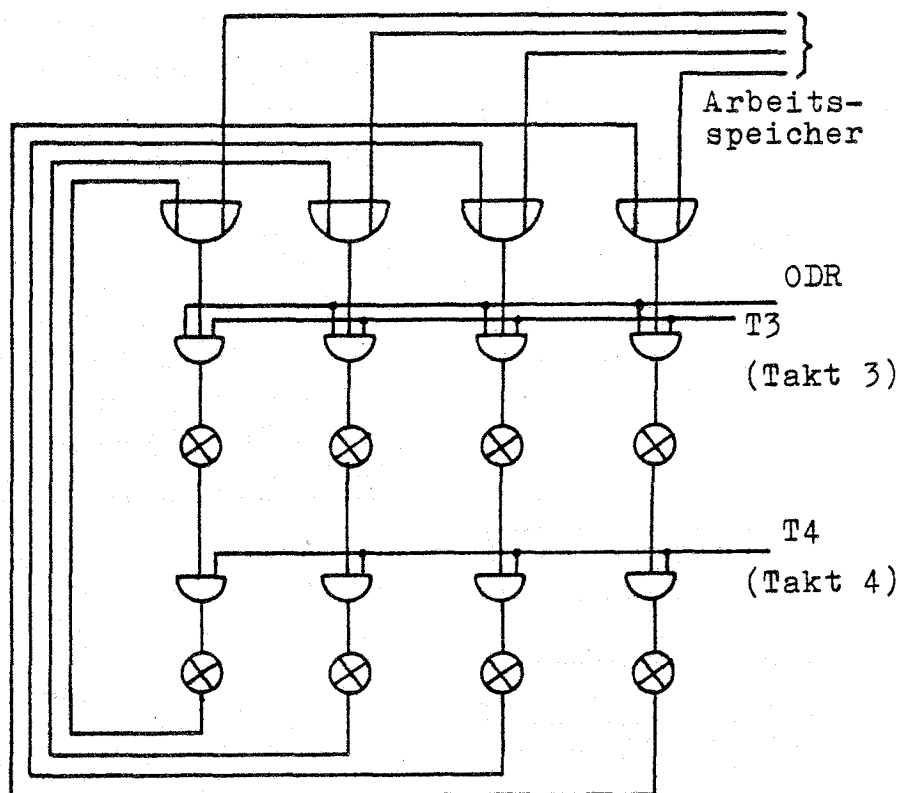 Arbeits-
speicher
ODR
T3
(Takt 3)
T4
(Takt 4)